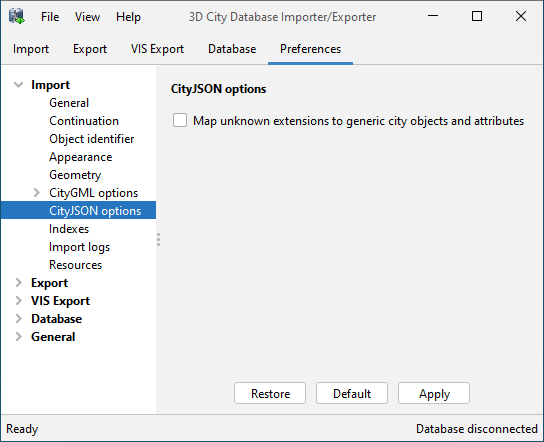 File View Help 3D City Database Importer/Exporter
Import Export VIS Export Database Preferences
Import
General
Continuation
Object identifier
Appearance
Geometry
CityGML options
CityJSON options
Indexes
Import logs
Resources
Export
VIS Export
Database
General
CityJSON options
Map unknown extensions to generic city objects and attributes
Restore Default Apply
Ready Database disconnected